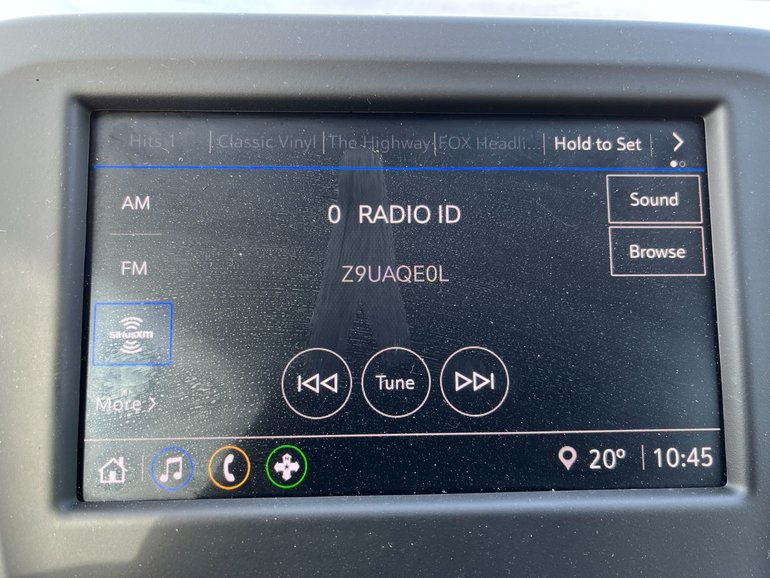 Hits 1 Classic Vinyl The Highway FOX Headli... Hold to Set
AM
0 RADIO ID
Sound
Browse
FM
Z9UAQE0L
SiriusXM
Tune
More
20° 10:45